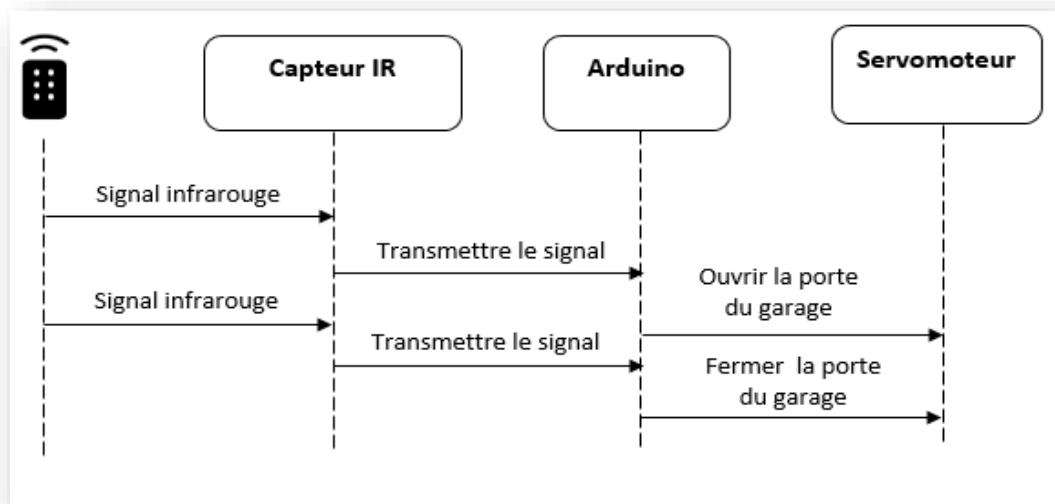 Capteur IR
Arduino
Servomoteur
Signal infrarouge
Transmettre le signal
Ouvrir la porte
du garage
Signal infrarouge
Transmettre le signal
Fermer la porte
du garage